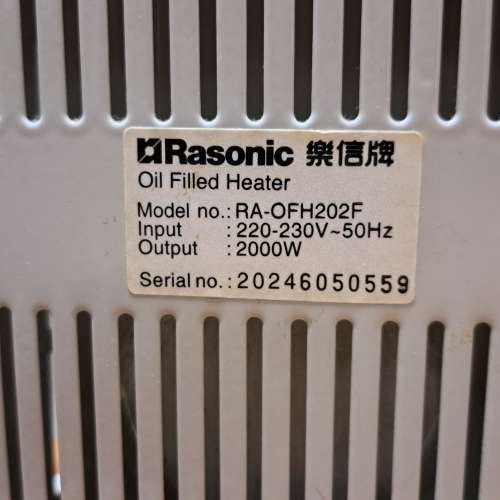 Rasonic 樂信牌
Oil Filled Heater
Model no.: RA-OFH202F
Input : 220-230V~50Hz
Output : 2000W
Serial no.: 20246050559